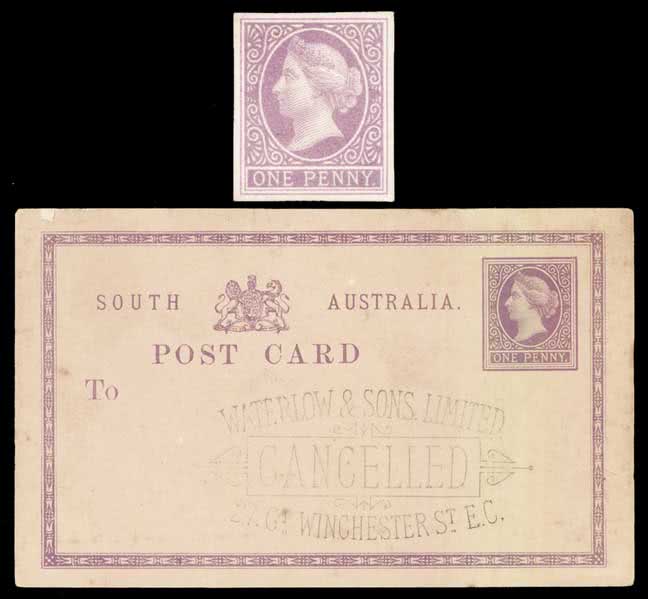 ONE PENNY.
SOUTH AUSTRALIA.
POST CARD
ONE PENNY.
To
WATERLOW & SONS, LIMITED
CANCELLED
27, GT WINCHESTER ST E.C.